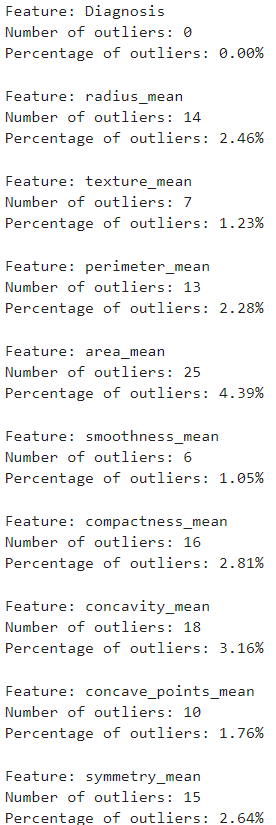 Feature: Diagnosis
Number of outliers: 0
Percentage of outliers: 0.00%
Feature: radius_mean
Number of outliers: 14
Percentage of outliers: 2.46%
Feature: texture_mean
Number of outliers: 7
Percentage of outliers: 1.23%
Feature: perimeter_mean
Number of outliers: 13
Percentage of outliers: 2.28%
Feature: area_mean
Number of outliers: 25
Percentage of outliers: 4.39%
Feature: smoothness_mean
Number of outliers: 6
Percentage of outliers: 1.05%
Feature: compactness_mean
Number of outliers: 16
Percentage of outliers: 2.81%
Feature: concavity_mean
Number of outliers: 18
Percentage of outliers: 3.16%
Feature: concave_points_mean
Number of outliers: 10
Percentage of outliers: 1.76%
Feature: symmetry_mean
Number of outliers: 15
Percentage of outliers: 2.64%